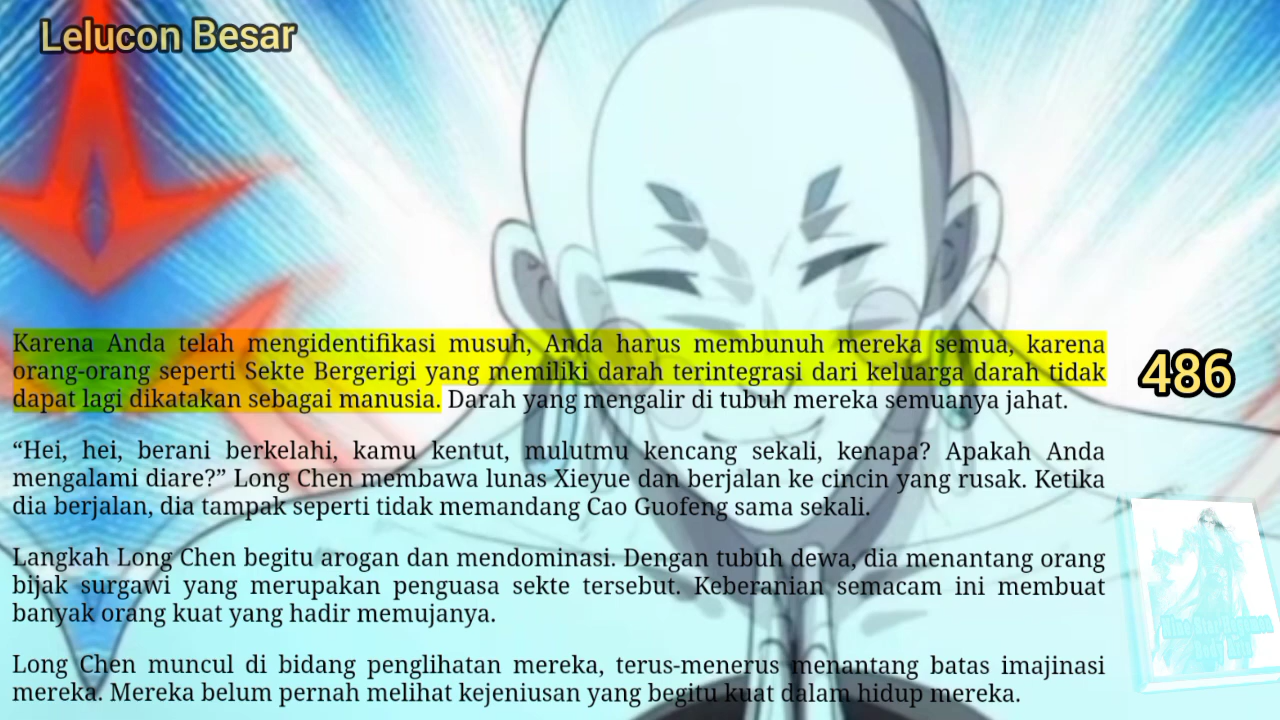 Lelucon Besar
Karena Anda telah mengidentifikasi musuh, Anda harus membunuh mereka semua, karena
orang-orang seperti Sekte Bergerigi yang memiliki darah terintegrasi dari keluarga darah tidak
dapat lagi dikatakan sebagai manusia. Darah yang mengalir di tubuh mereka semuanya jahat.
486
“Hei, hei, berani berkelahi, kamu kentut, mulutmu kencang sekali, kenapa? Apakah Anda
mengalami diare?” Long Chen membawa lunas Xieyue dan berjalan ke cincin yang rusak. Ketika
dia berjalan, dia tampak seperti tidak memandang Cao Guofeng sama sekali.
Langkah Long Chen begitu arogan dan mendominasi. Dengan tubuh dewa, dia menantang orang
bijak surgawi yang merupakan penguasa sekte tersebut. Keberanian semacam ini membuat
banyak orang kuat yang hadir memujanya.
Long Chen muncul di bidang penglihatan mereka, terus-menerus menantang batas imajinasi
mereka. Mereka belum pernah melihat kejeniusan yang begitu kuat dalam hidup mereka.
Nine Star Hegemon
Body Arts